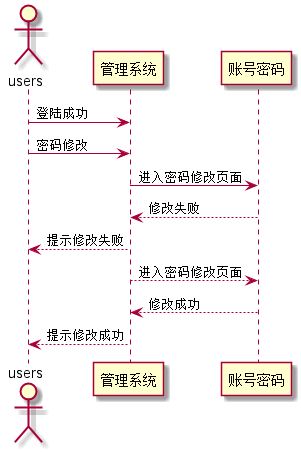 users
管理系统
账号密码
登陆成功
密码修改
进入密码修改页面
修改失败
提示修改失败
进入密码修改页面
修改成功
提示修改成功
users
管理系统
账号密码